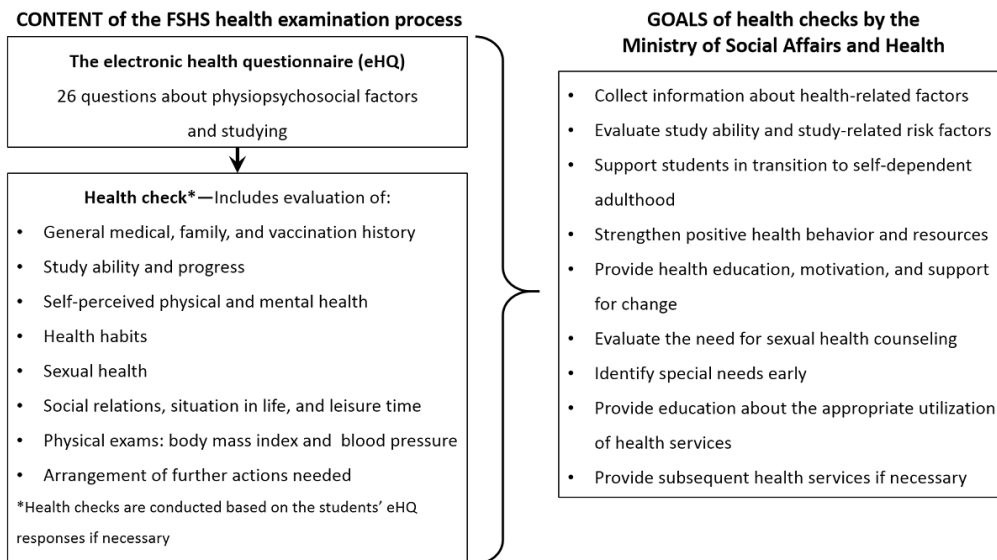 CONTENT of the FSHS health examination process
The electronic health questionnaire (eHQ)
26 questions about physiopsychosocial factors
and studying
Health check*—Includes evaluation of:
• General medical, family, and vaccination history
• Study ability and progress
• Self-perceived physical and mental health
• Health habits
• Sexual health
• Social relations, situation in life, and leisure time
• Physical exams: body mass index and blood pressure
• Arrangement of further actions needed
*Health checks are conducted based on the students’ eHQ
responses if necessary
GOALS of health checks by the
Ministry of Social Affairs and Health
• Collect information about health-related factors
• Evaluate study ability and study-related risk factors
• Support students in transition to self-dependent
adulthood
• Strengthen positive health behavior and resources
• Provide health education, motivation, and support
for change
• Evaluate the need for sexual health counseling
• Identify special needs early
• Provide education about the appropriate utilization
of health services
• Provide subsequent health services if necessary